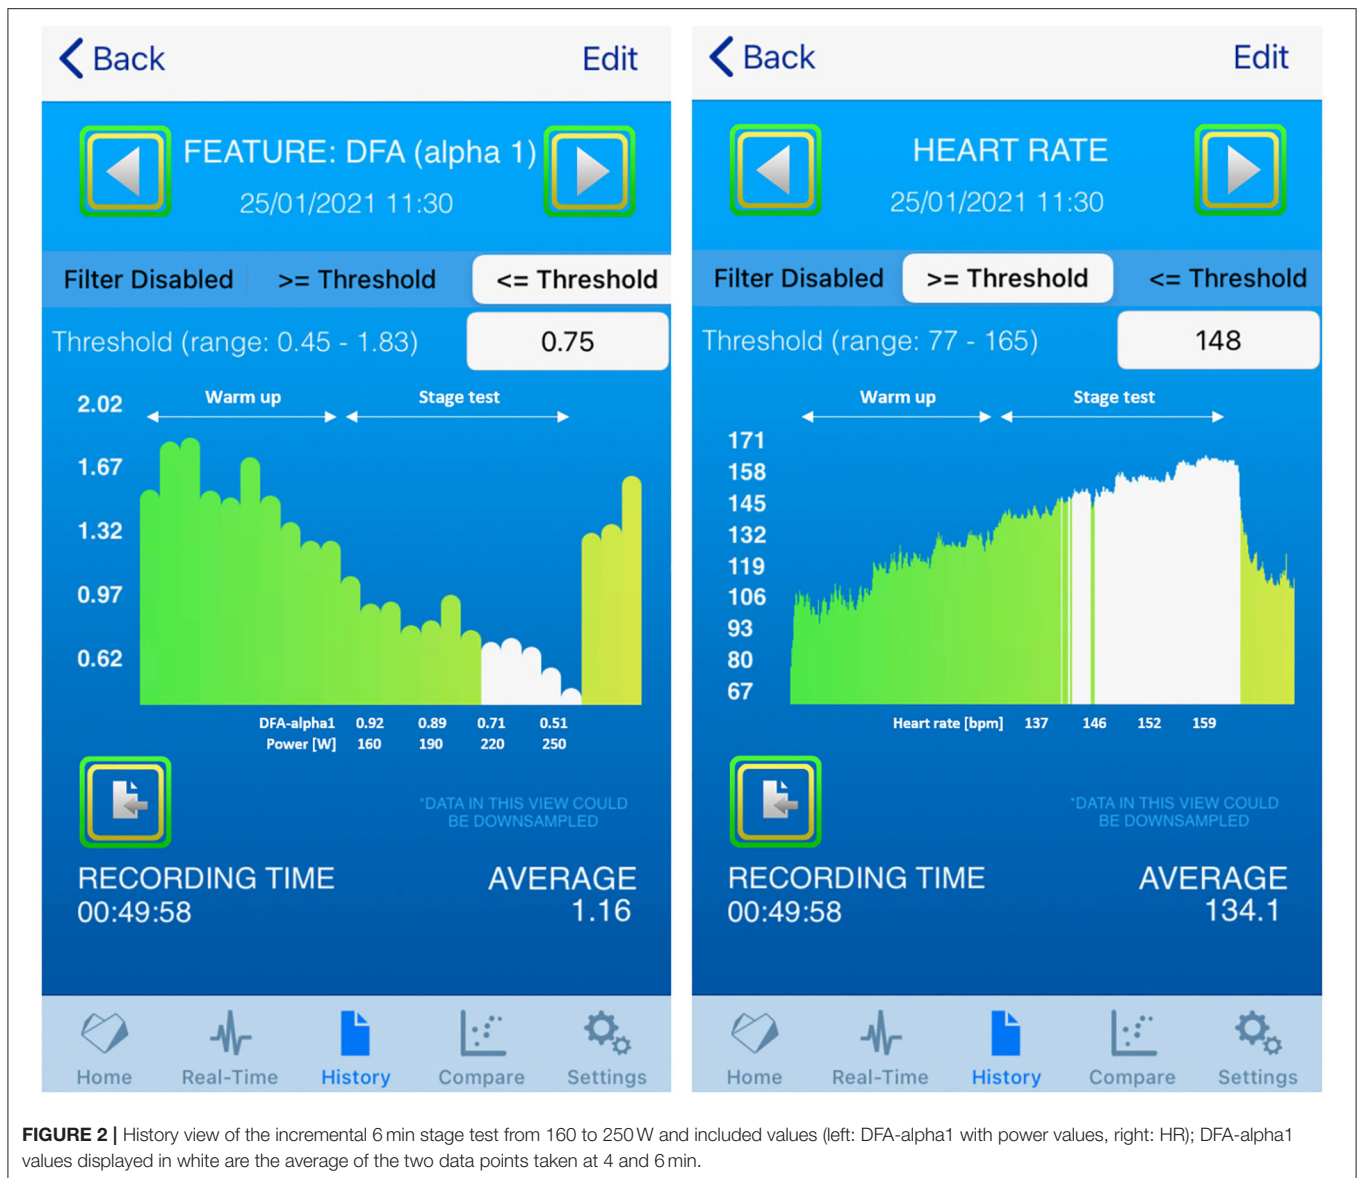 Back
Edit
FEATURE: DFA (alpha 1)
25/01/2021 11:30
Filter Disabled >= Threshold <= Threshold
Threshold (range: 0.45 - 1.83) 0.75
Warm up Stage test
2.02
1.67
1.32
0.97
0.62
DFA-alpha1 0.92 0.89 0.71 0.51
Power [W] 160 190 220 250
*DATA IN THIS VIEW COULD
BE DOWNSAMPLED
RECORDING TIME AVERAGE
00:49:58 1.16
Home Real-Time History Compare Settings
Back
Edit
HEART RATE
25/01/2021 11:30
Filter Disabled >= Threshold <= Threshold
Threshold (range: 77 - 165) 148
Warm up Stage test
171
158
145
132
119
106
93
80
67
Heart rate [bpm] 137 146 152 159
*DATA IN THIS VIEW COULD
BE DOWNSAMPLED
RECORDING TIME AVERAGE
00:49:58 134.1
Home Real-Time History Compare Settings
FIGURE 2 | History view of the incremental 6 min stage test from 160 to 250 W and included values (left: DFA-alpha1 with power values, right: HR); DFA-alpha1
values displayed in white are the average of the two data points taken at 4 and 6 min.